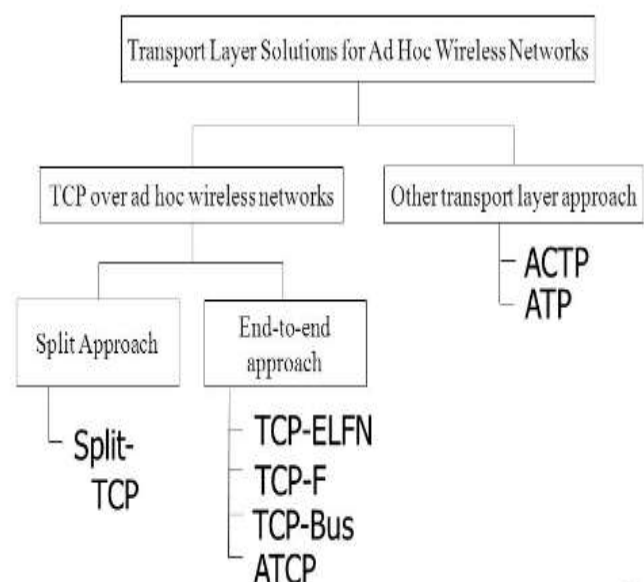 Transport Layer Solutions for Ad Hoc Wireless Networks
TCP over ad hoc wireless networks
Other transport layer approach
ACTP
ATP
Split Approach
End-to-end
approach
Split-
TCP
TCP-ELFN
TCP-F
TCP-Bus
ATCP